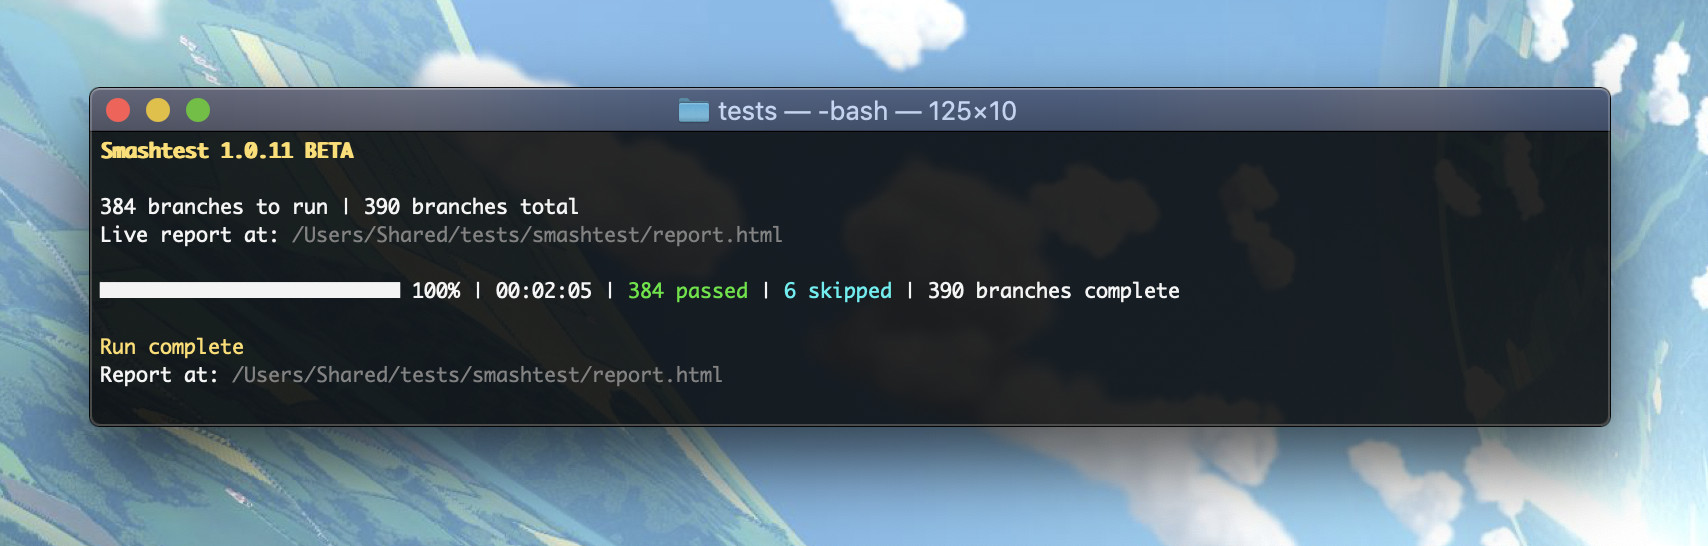 tests — -bash — 125×10
Smashtest 1.0.11 BETA
384 branches to run | 390 branches total
Live report at: /Users/Shared/tests/smashtest/report.html
100% | 00:02:05 | 384 passed | 6 skipped | 390 branches complete
Run complete
Report at: /Users/Shared/tests/smashtest/report.html